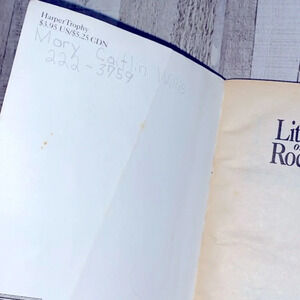 HarperTrophy
$3.95 US/$5.25 CDN
Mary Caitlin
222-3759
Lit
o
Roc